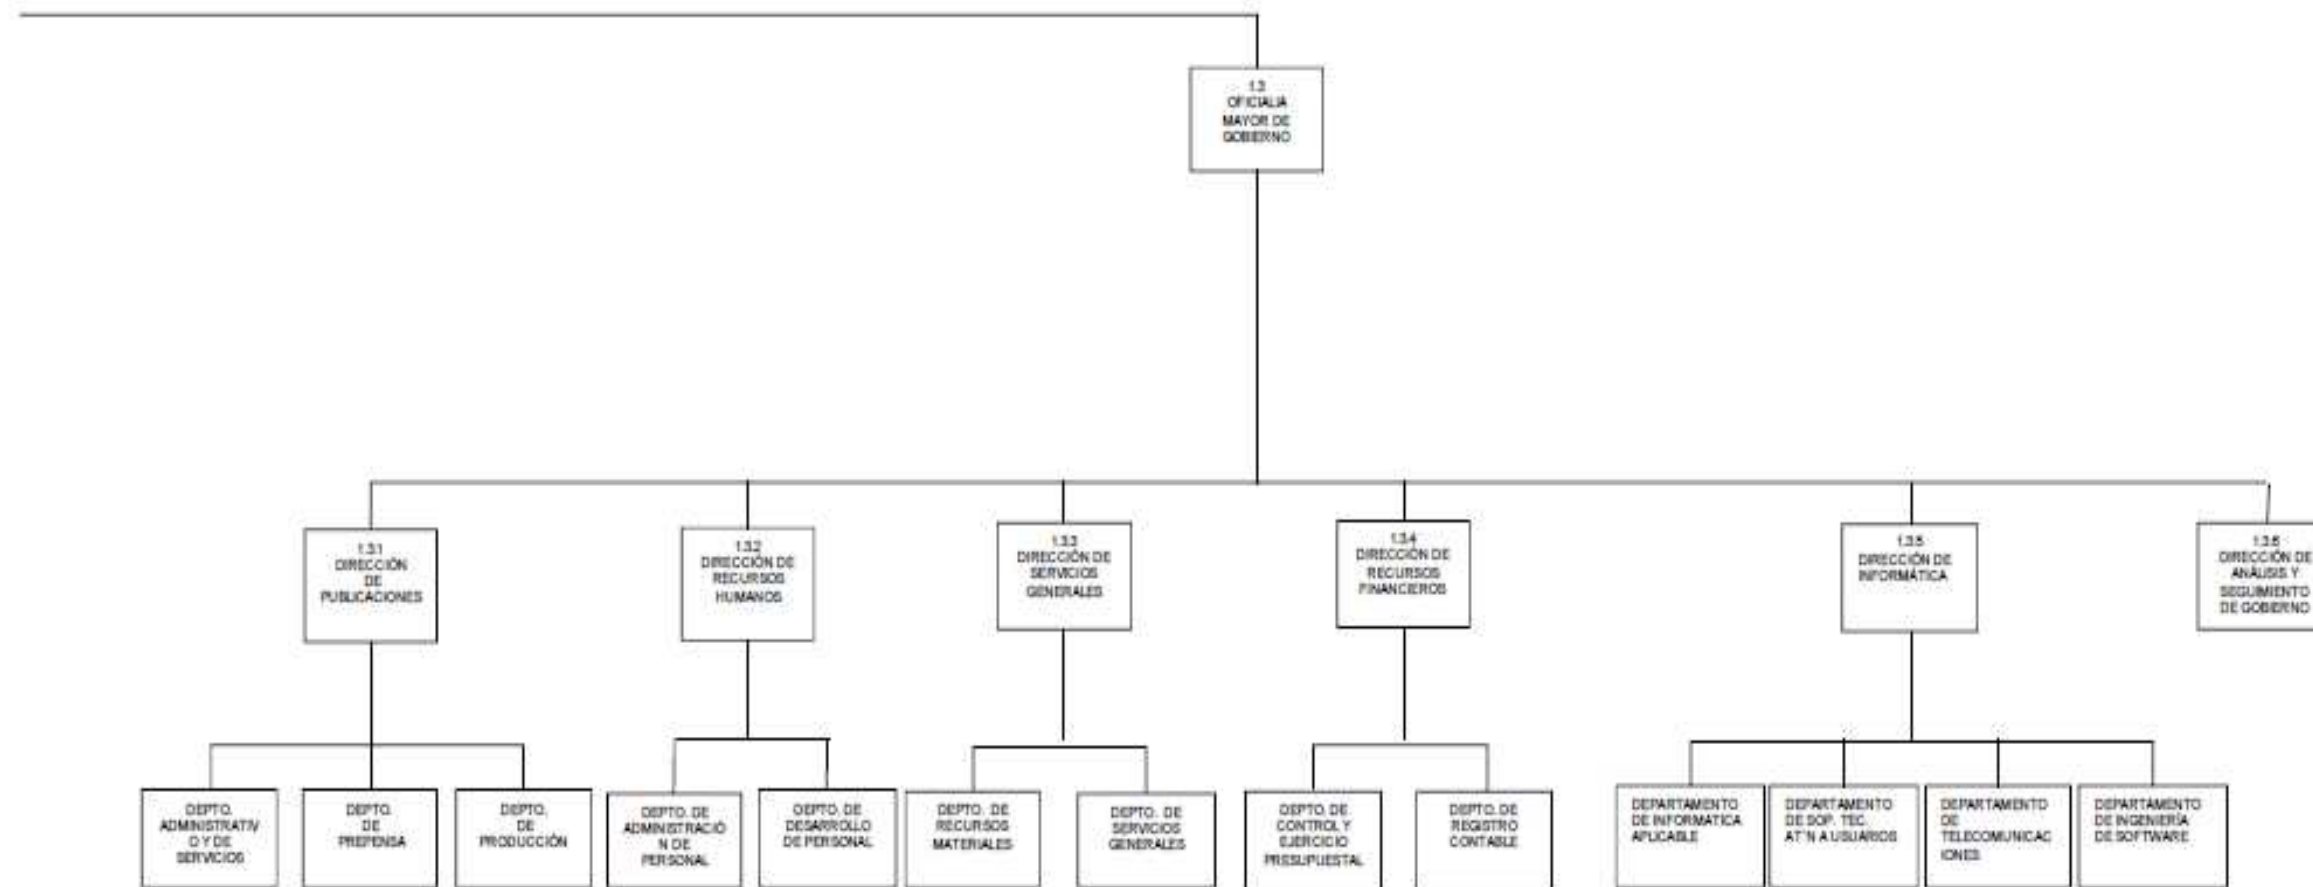 1.3
OFICIALIA
MAYOR DE
GOBIERNO
1.3.1
DIRECCIÓN
DE
PUBLICACIONES
1.3.2
DIRECCIÓN DE
RECURSOS
HUMANOS
1.3.3
DIRECCIÓN DE
SERVICIOS
GENERALES
1.3.4
DIRECCIÓN DE
RECURSOS
FINANCIEROS
1.3.5
DIRECCIÓN DE
INFORMÁTICA
1.3.6
DIRECCIÓN DE
ANÁLISIS Y
SEGUIMIENTO
DE GOBIERNO
DEPTO.
ADMINISTRATIV
O Y DE
SERVICIOS
DEPTO.
DE
PREPENSA
DEPTO.
DE
PRODUCCIÓN
DEPTO. DE
ADMINISTRACIÓ
N DE
PERSONAL
DEPTO. DE
DESARROLLO
DE PERSONAL
DEPTO. DE
RECURSOS
MATERIALES
DEPTO. DE
SERVICIOS
GENERALES
DEPTO. DE
CONTROL Y
EJERCICIO
PRESUPUESTAL
DEPTO. DE
REGISTRO
CONTABLE
DEPARTAMENTO
DE INFORMATICA
APLICABLE
DEPARTAMENTO
DE SOP. TEC.
AT'N A USUARIOS
DEPARTAMENTO
DE
TELECOMUNICAC
IONES
DEPARTAMENTO
DE INGENIERÍA
DE SOFTWARE